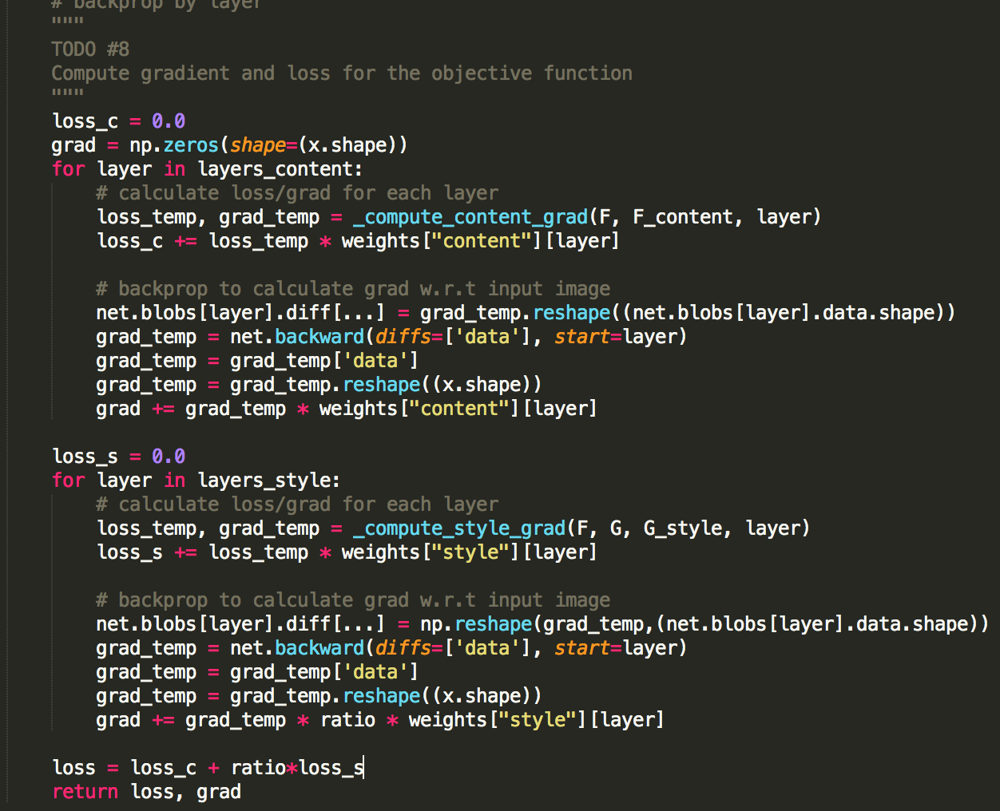 # backprop by layer
"""
TODO #8
Compute gradient and loss for the objective function
"""
loss_c = 0.0
grad = np.zeros(shape=(x.shape))
for layer in layers_content:
    # calculate loss/grad for each layer
    loss_temp, grad_temp = _compute_content_grad(F, F_content, layer)
    loss_c += loss_temp * weights["content"][layer]

    # backprop to calculate grad w.r.t input image
    net.blobs[layer].diff[...] = grad_temp.reshape((net.blobs[layer].data.shape))
    grad_temp = net.backward(diffs=['data'], start=layer)
    grad_temp = grad_temp['data']
    grad_temp = grad_temp.reshape((x.shape))
    grad += grad_temp * weights["content"][layer]

loss_s = 0.0
for layer in layers_style:
    # calculate loss/grad for each layer
    loss_temp, grad_temp = _compute_style_grad(F, G, G_style, layer)
    loss_s += loss_temp * weights["style"][layer]

    # backprop to calculate grad w.r.t input image
    net.blobs[layer].diff[...] = np.reshape(grad_temp,(net.blobs[layer].data.shape))
    grad_temp = net.backward(diffs=['data'], start=layer)
    grad_temp = grad_temp['data']
    grad_temp = grad_temp.reshape((x.shape))
    grad += grad_temp * ratio * weights["style"][layer]

loss = loss_c + ratio*loss_s
return loss, grad